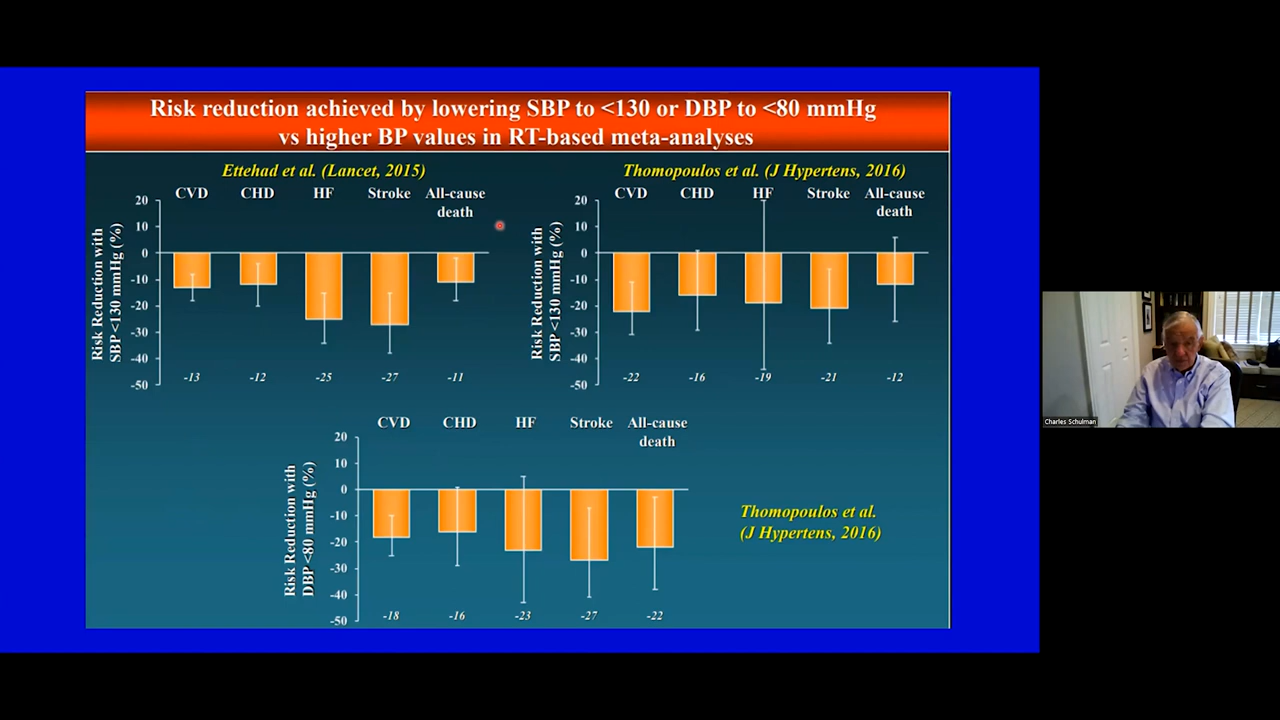 Risk reduction achieved by lowering SBP to <130 or DBP to <80 mmHg
vs higher BP values in RT-based meta-analyses
Ettehad et al. (Lancet, 2015)
CVD CHD HF Stroke All-cause
death
Risk Reduction with
SBP <130 mmHg (%)
20
10
0
-10
-20
-30
-40
-50
-13 -12 -25 -27 -11
Thomopoulos et al. (J Hypertens, 2016)
CVD CHD HF Stroke All-cause
death
Risk Reduction with
SBP <130 mmHg (%)
20
10
0
-10
-20
-30
-40
-50
-22 -16 -19 -21 -12
CVD CHD HF Stroke All-cause
death
Risk Reduction with
DBP <80 mmHg (%)
20
10
0
-10
-20
-30
-40
-50
-18 -16 -23 -27 -22
Thomopoulos et al.
(J Hypertens, 2016)
Charles Schulman